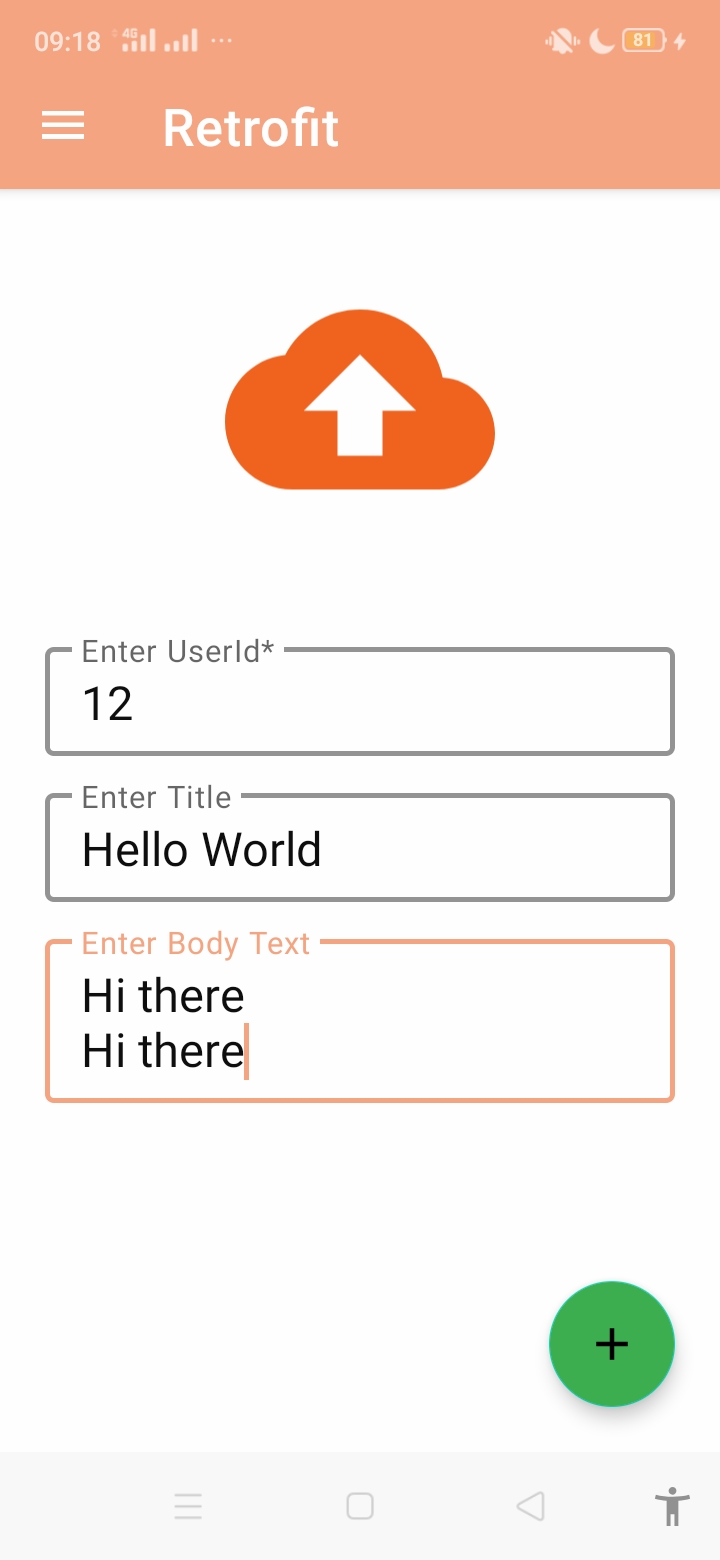 09:18 4G ...
81
Retrofit
Enter UserId*
12
Enter Title
Hello World
Enter Body Text
Hi there
Hi there